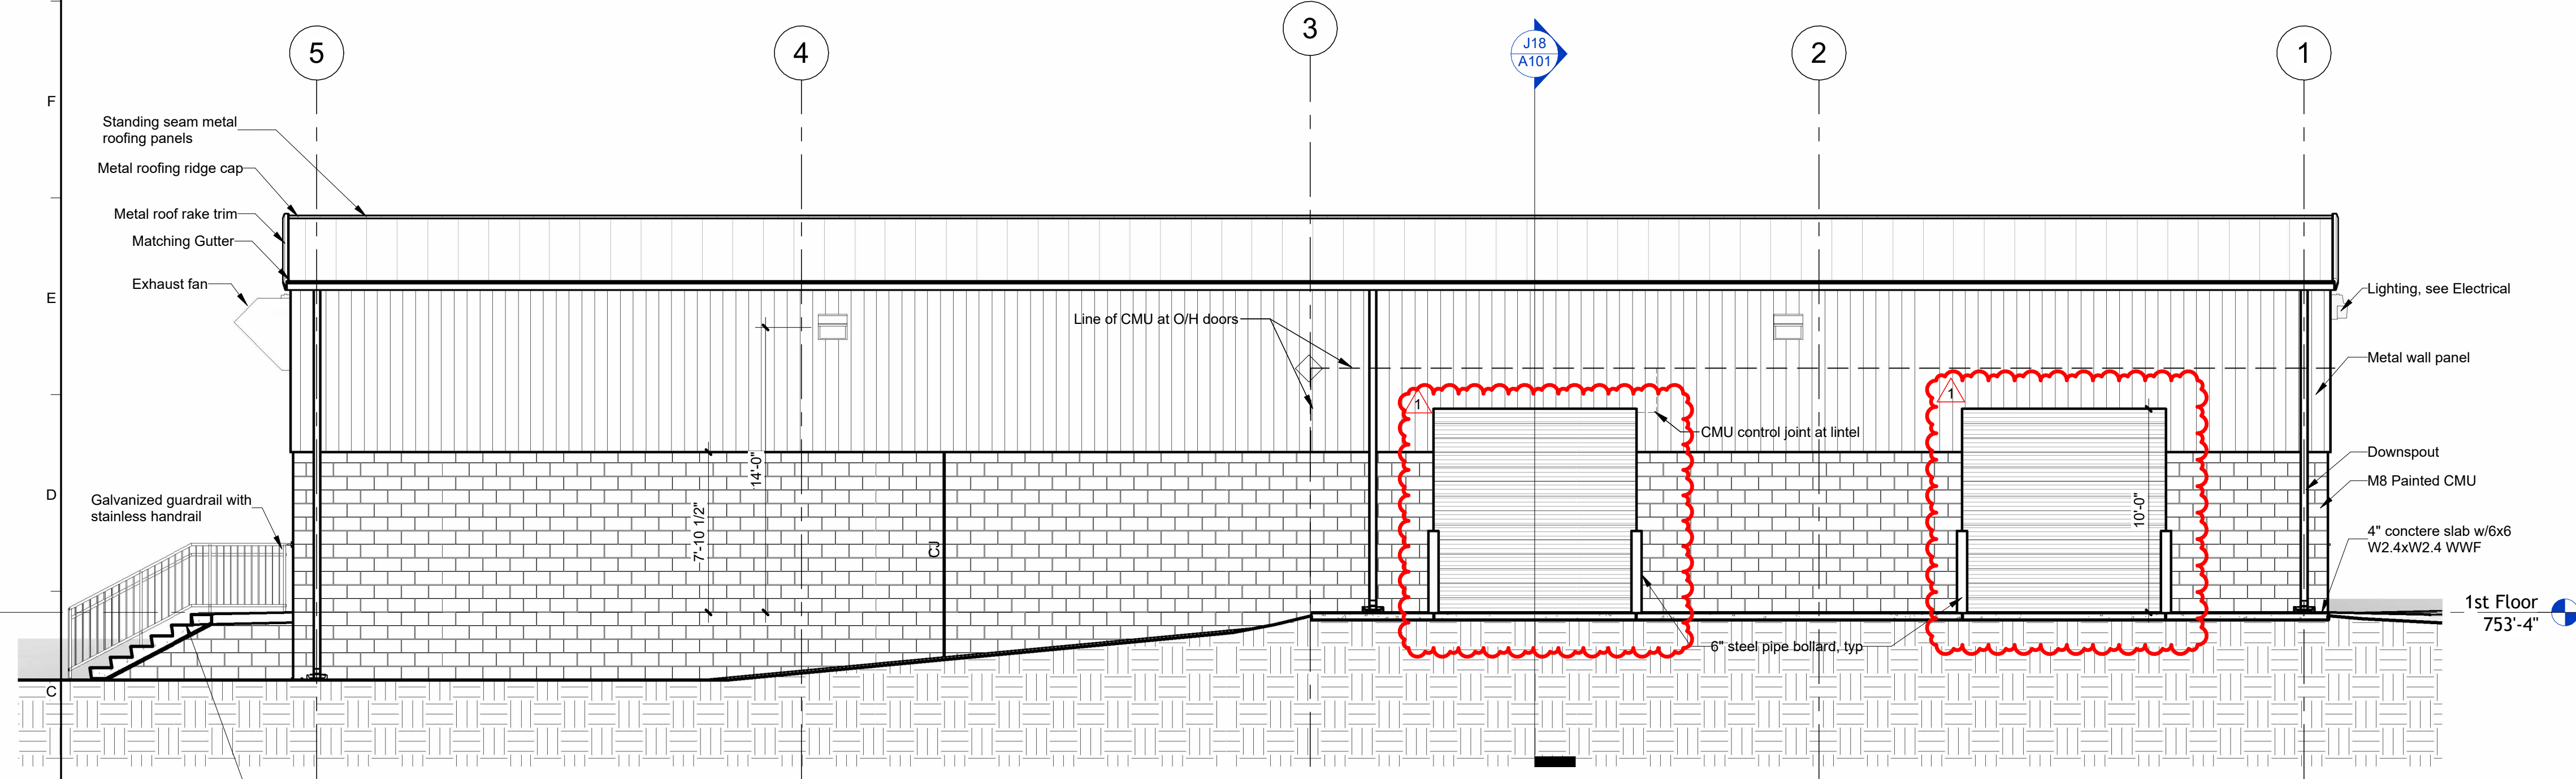 5
4
3
J18
A101
2
1
F
Standing seam metal
roofing panels
Metal roofing ridge cap
Metal roof rake trim
Matching Gutter
Exhaust fan
E
Line of CMU at O/H doors
Lighting, see Electrical
Metal wall panel
1
1
CMU control joint at lintel
Downspout
M8 Painted CMU
14'-0"
7'-10 1/2"
10'-0"
CJ
D
Galvanized guardrail with
stainless handrail
4" conctere slab w/6x6
W2.4xW2.4 WWF
1st Floor
753'-4"
6" steel pipe bollard, typ
C